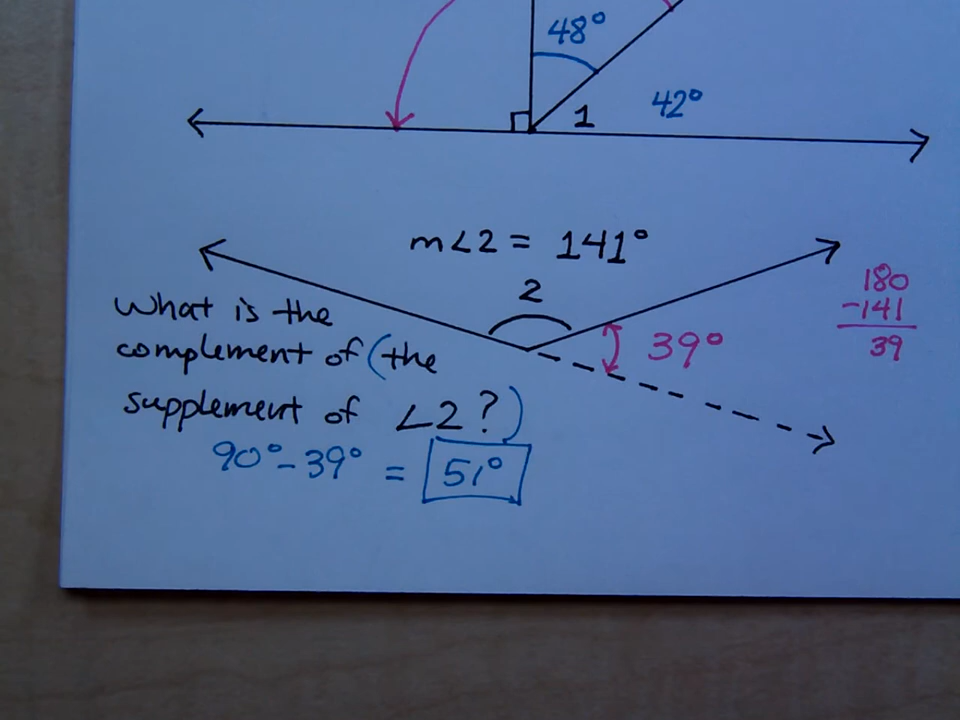 48°
42°
1
m∠2 = 141°
2
180
-141
39
39°
What is the
complement of (the
supplement of ∠2?)
90° - 39° = 51°